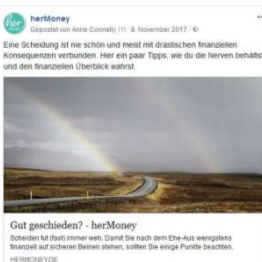 herMoney
Gepostet von Anne Connelly [?] · 8. November 2017 ·
Eine Scheidung ist nie schön und meist mit drastischen finanziellen
Konsequenzen verbunden. Hier ein paar Tipps, wie du die Nerven behältst
und den finanziellen Überblick wahrst.
Gut geschieden? - herMoney
Scheiden tut (fast) immer weh. Damit Sie nach dem Ehe-Aus wenigstens
finanziell auf sicheren Beinen stehen, sollten Sie einige Punkte beachten.
HERMONEY.DE